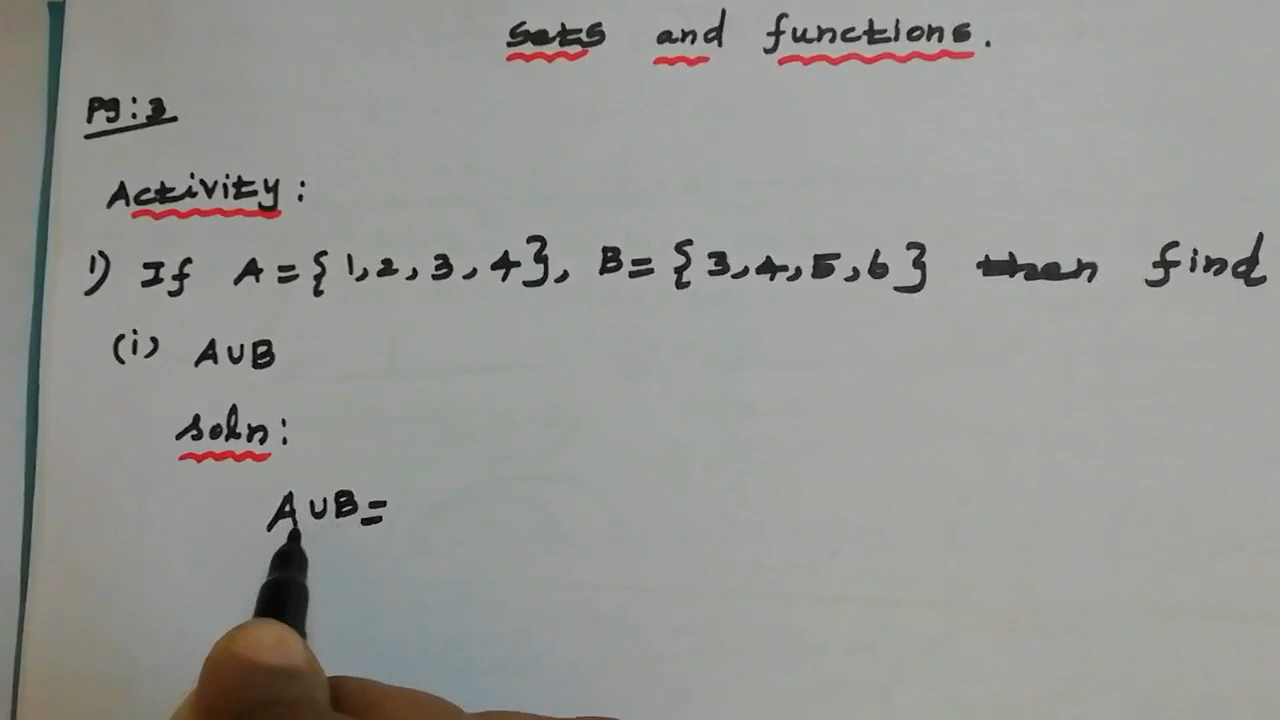 Sets and functions.
Pg:3
Activity:
1) If A={1,2,3,4}, B={3,4,5,6} then find
(i) A∪B
soln:
A∪B=